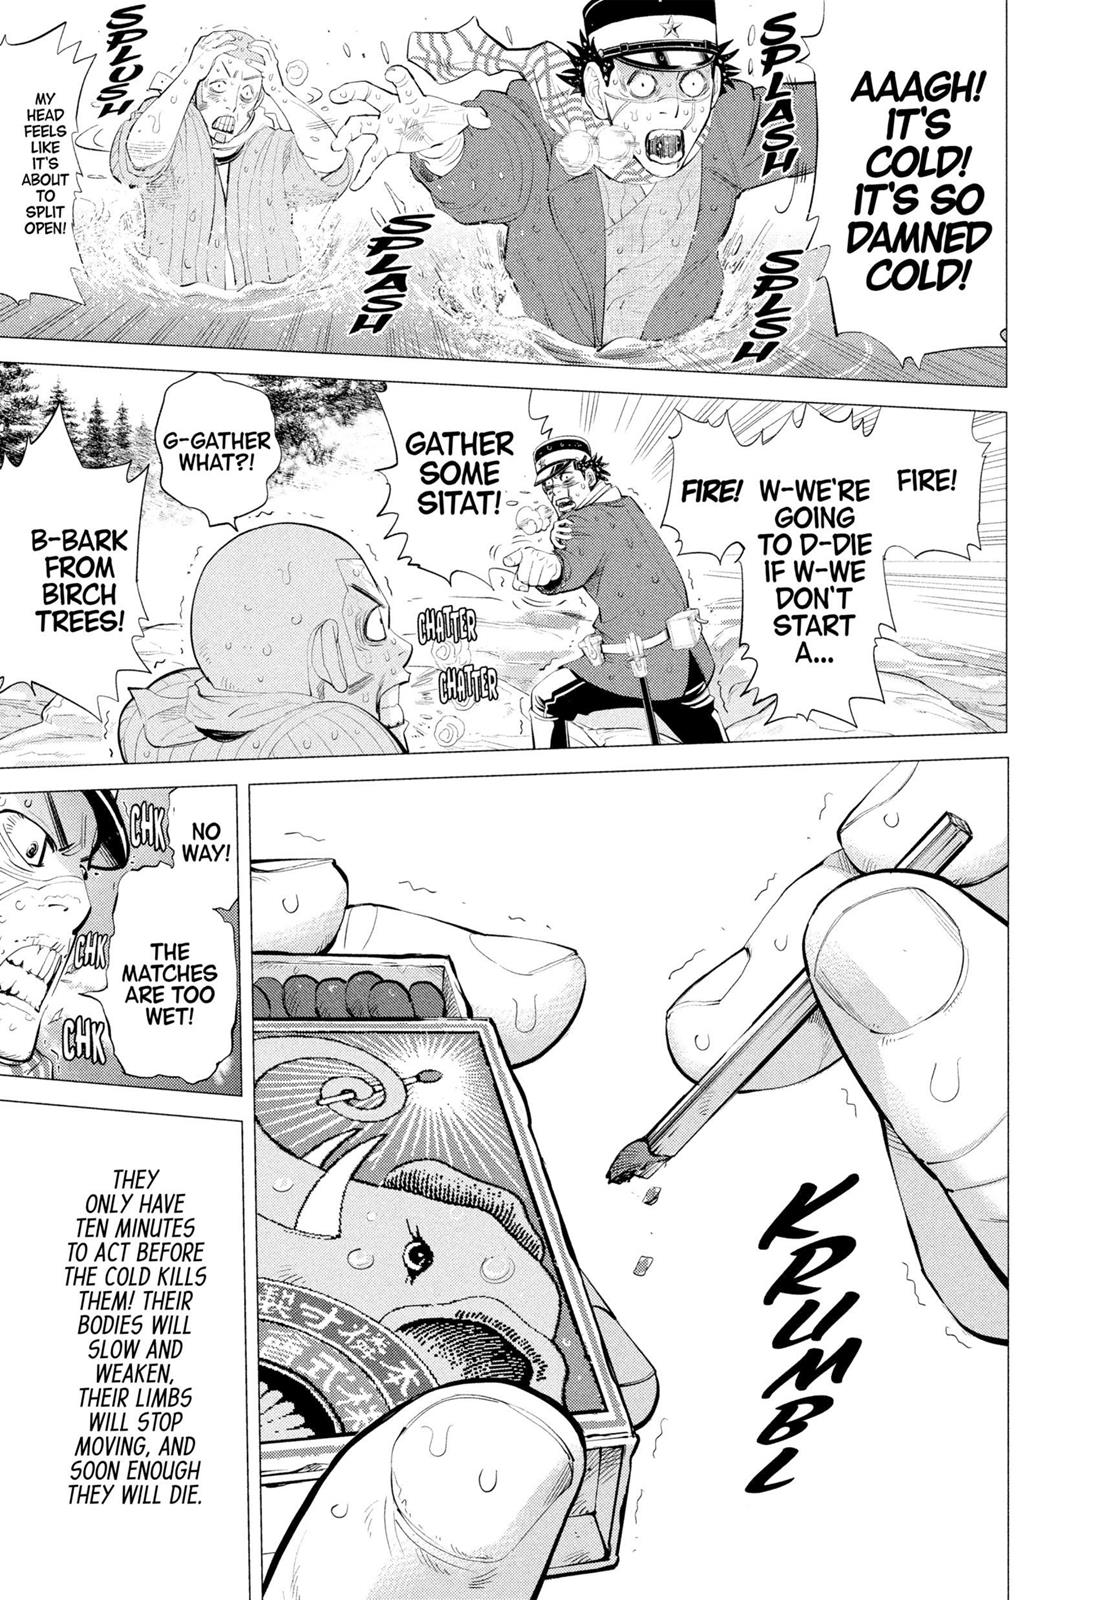 AAAGH!
IT'S
COLD!
IT'S SO
DAMNED
COLD!
SPLASH
SPLSH
SPLASH
SPLUSH
MY
HEAD
FEELS
LIKE
IT'S
ABOUT
TO
SPLIT
OPEN!
FIRE!
W-WE'RE
GOING
TO D-DIE
IF W-WE
DON'T
START
A...
FIRE!
GATHER
SOME
SITAT!
CHATTER
CHATTER
G-GATHER
WHAT?!
B-BARK
FROM
BIRCH
TREES!
KRUMBL
NO
WAY!
CHK
THE
MATCHES
ARE TOO
WET!
CHK
CHK
THEY
ONLY HAVE
TEN MINUTES
TO ACT BEFORE
THE COLD KILLS
THEM! THEIR
BODIES WILL
SLOW AND
WEAKEN,
THEIR LIMBS
WILL STOP
MOVING, AND
SOON ENOUGH
THEY WILL DIE.